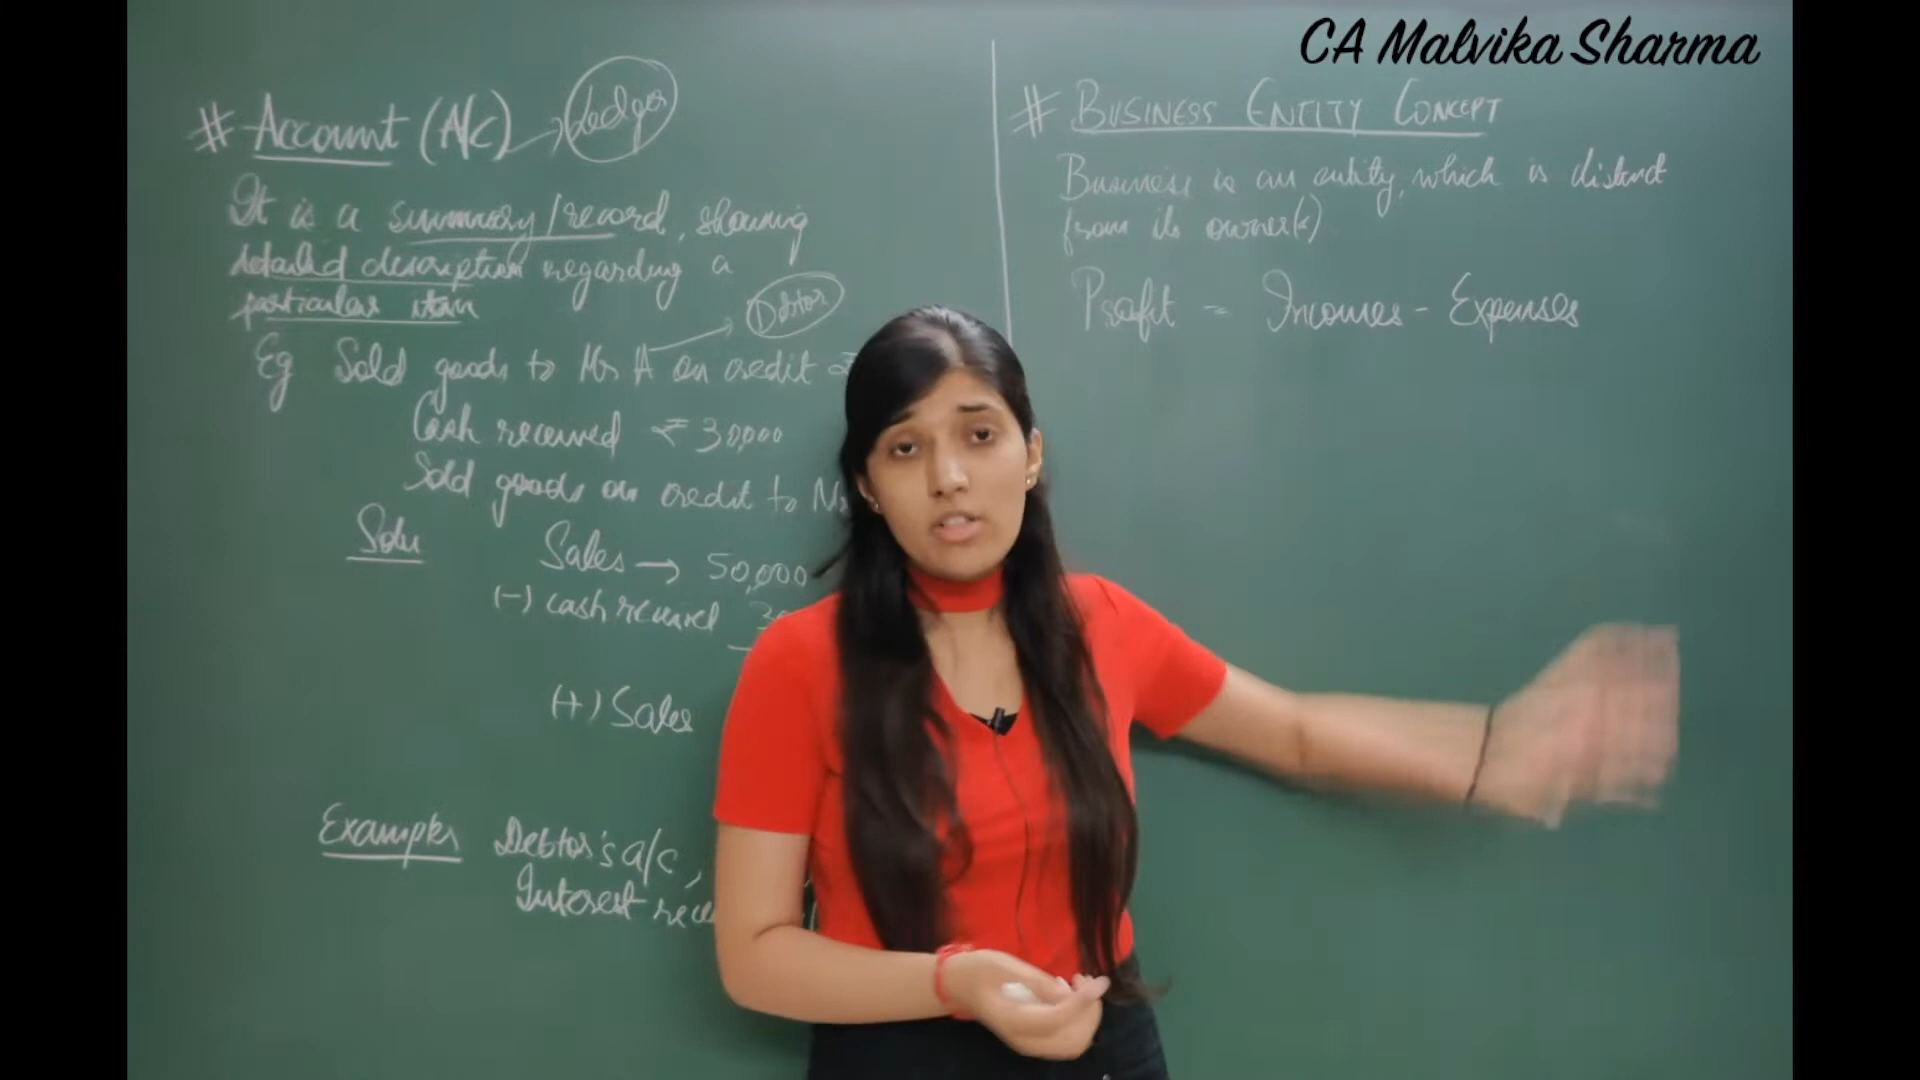 CA Malvika Sharma
# Account (A/c) → Ledger
It is a summary/record, showing
detailed description regarding a
particular item
Debtor
Eg Sold goods to Mr A on credit ₹
Cash received ₹ 30,000
Sold goods on credit to Mr
Solu Sales → 50,000
(-) cash received
(+) Sales
Examples Debtor's a/c,
Interest rece
# BUSINESS ENTITY CONCEPT
Business is an entity, which is distinct
from its owner(s)
Profit = Incomes - Expenses